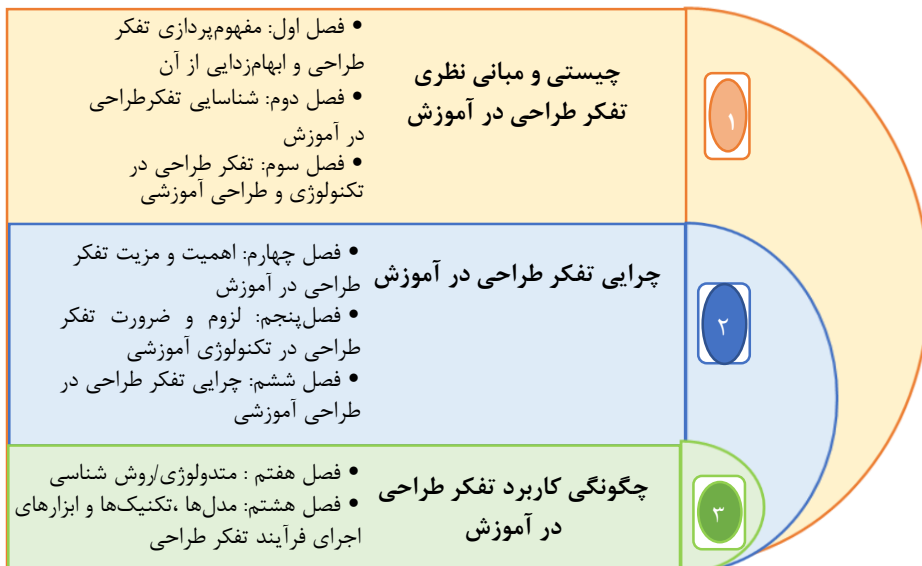 ۱
چیستی و مبانی نظری
تفکر طراحی در آموزش
• فصل اول: مفهوم‌پردازی تفکر
طراحی و ابهام‌زدایی از آن
• فصل دوم: شناسایی تفکرطراحی
در آموزش
• فصل سوم: تفکر طراحی در
تکنولوژی و طراحی آموزشی
۲
چرایی تفکر طراحی در آموزش
• فصل چهارم: اهمیت و مزیت تفکر
طراحی در آموزش
• فصل‌پنجم: لزوم و ضرورت تفکر
طراحی در تکنولوژی آموزشی
• فصل ششم: چرایی تفکر طراحی در
طراحی آموزشی
۳
چگونگی کاربرد تفکر طراحی
در آموزش
• فصل هفتم : متدولوژی/روش شناسی
• فصل هشتم: مدل‌ها ،تکنیک‌ها و ابزارهای
اجرای فرآیند تفکر طراحی